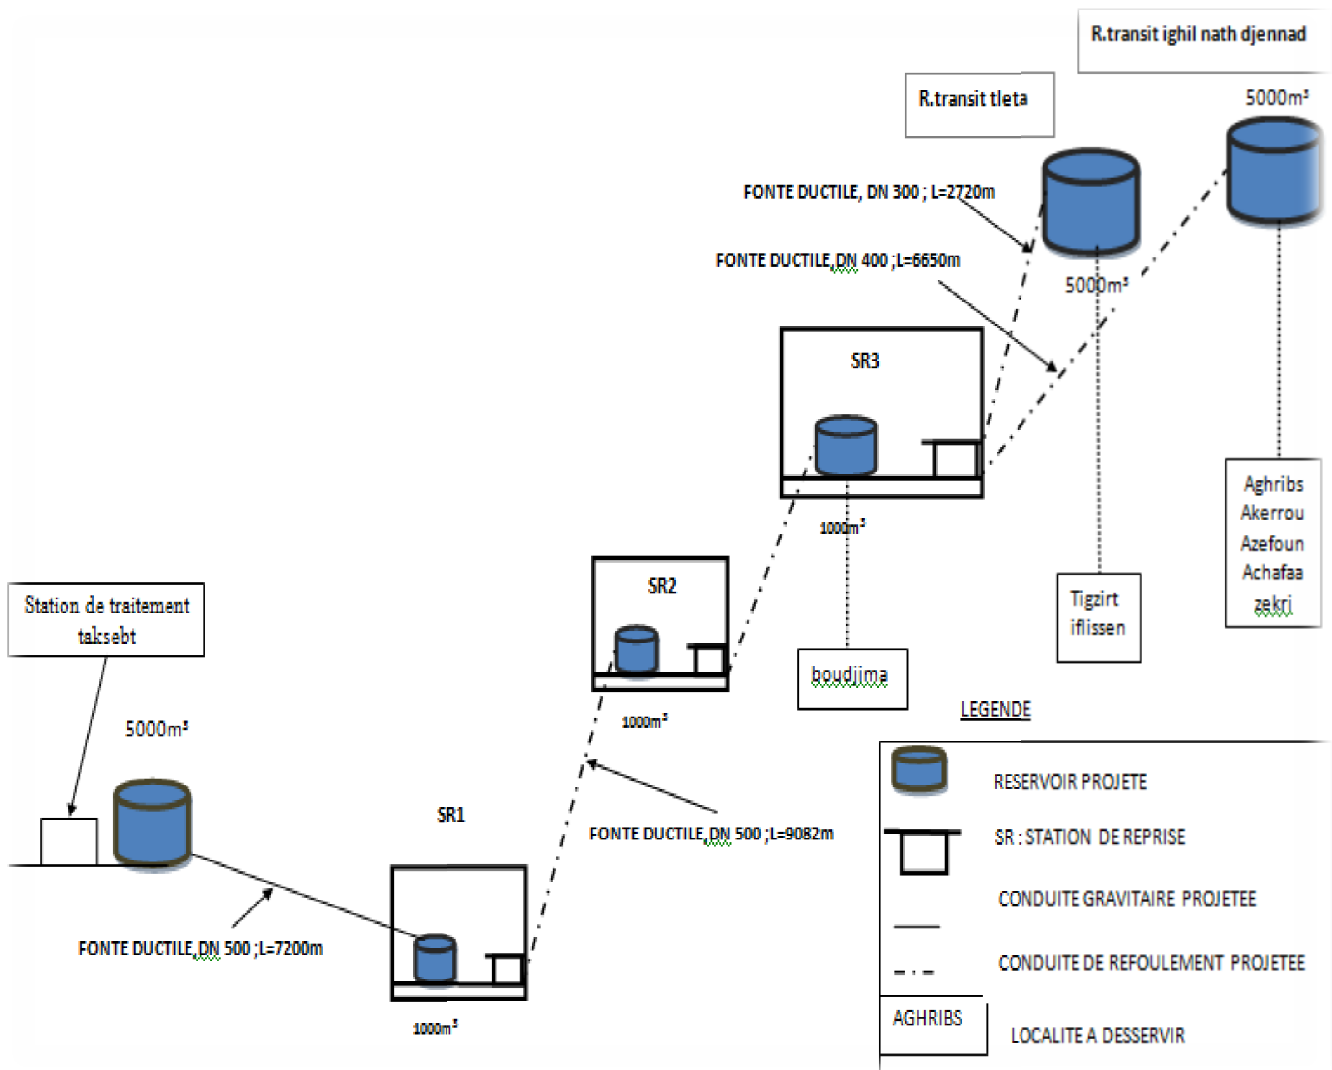 R.transit ighil nath djennad
5000m³
R.transit tleta
FONTE DUCTILE, DN 300 ; L=2720m
FONTE DUCTILE,DN 400 ;L=6650m
5000m³
SR3
1000m³
SR2
1000m³
Aghribs
Akerrou
Azefoun
Achafaa
zekri
Tigzirt
iflissen
boudjima
Station de traitement
taksebt
5000m³
SR1
FONTE DUCTILE,DN 500 ;L=9082m
FONTE DUCTILE,DN 500 ;L=7200m
1000m³
LEGENDE
RESERVOIR PROJETE
SR : STATION DE REPRISE
CONDUITE GRAVITAIRE PROJETEE
CONDUITE DE REFOULEMENT PROJETEE
AGHRIBS
LOCALITE A DESSERVIR